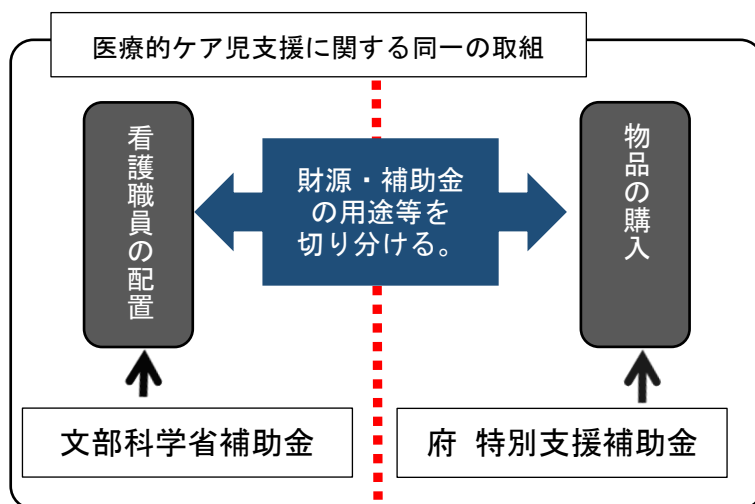 医療的ケア児支援に関する同一の取組
看護職員の配置
財源・補助金
の用途等を
切り分ける。
物品の購入
文部科学省補助金
府 特別支援補助金